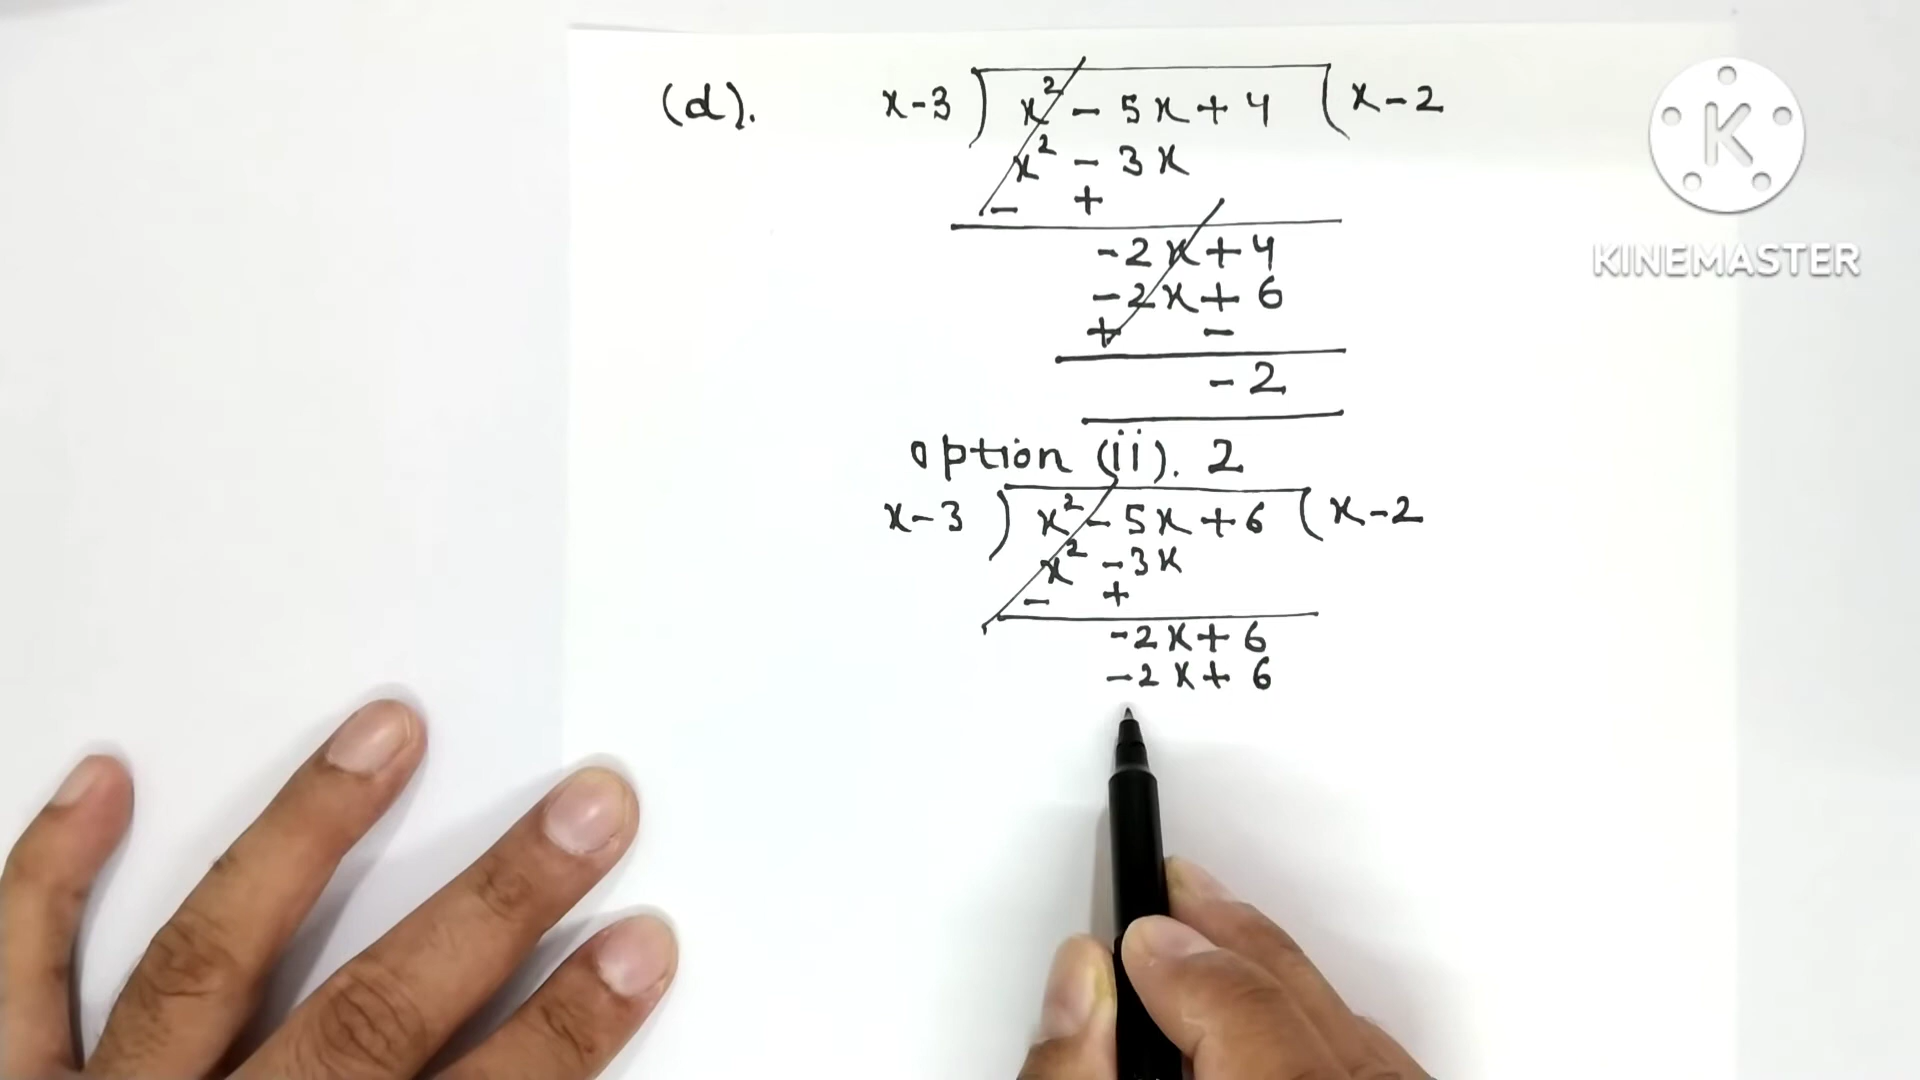 (d). x-3 ) x² - 5x + 4 ( x-2
x² - 3x
- +
-2x + 4
-2x + 6
+ -
-2
option (ii). 2
x-3 ) x² - 5x + 6 ( x-2
x² - 3x
- +
-2x + 6
-2x + 6
K
KINEMASTER